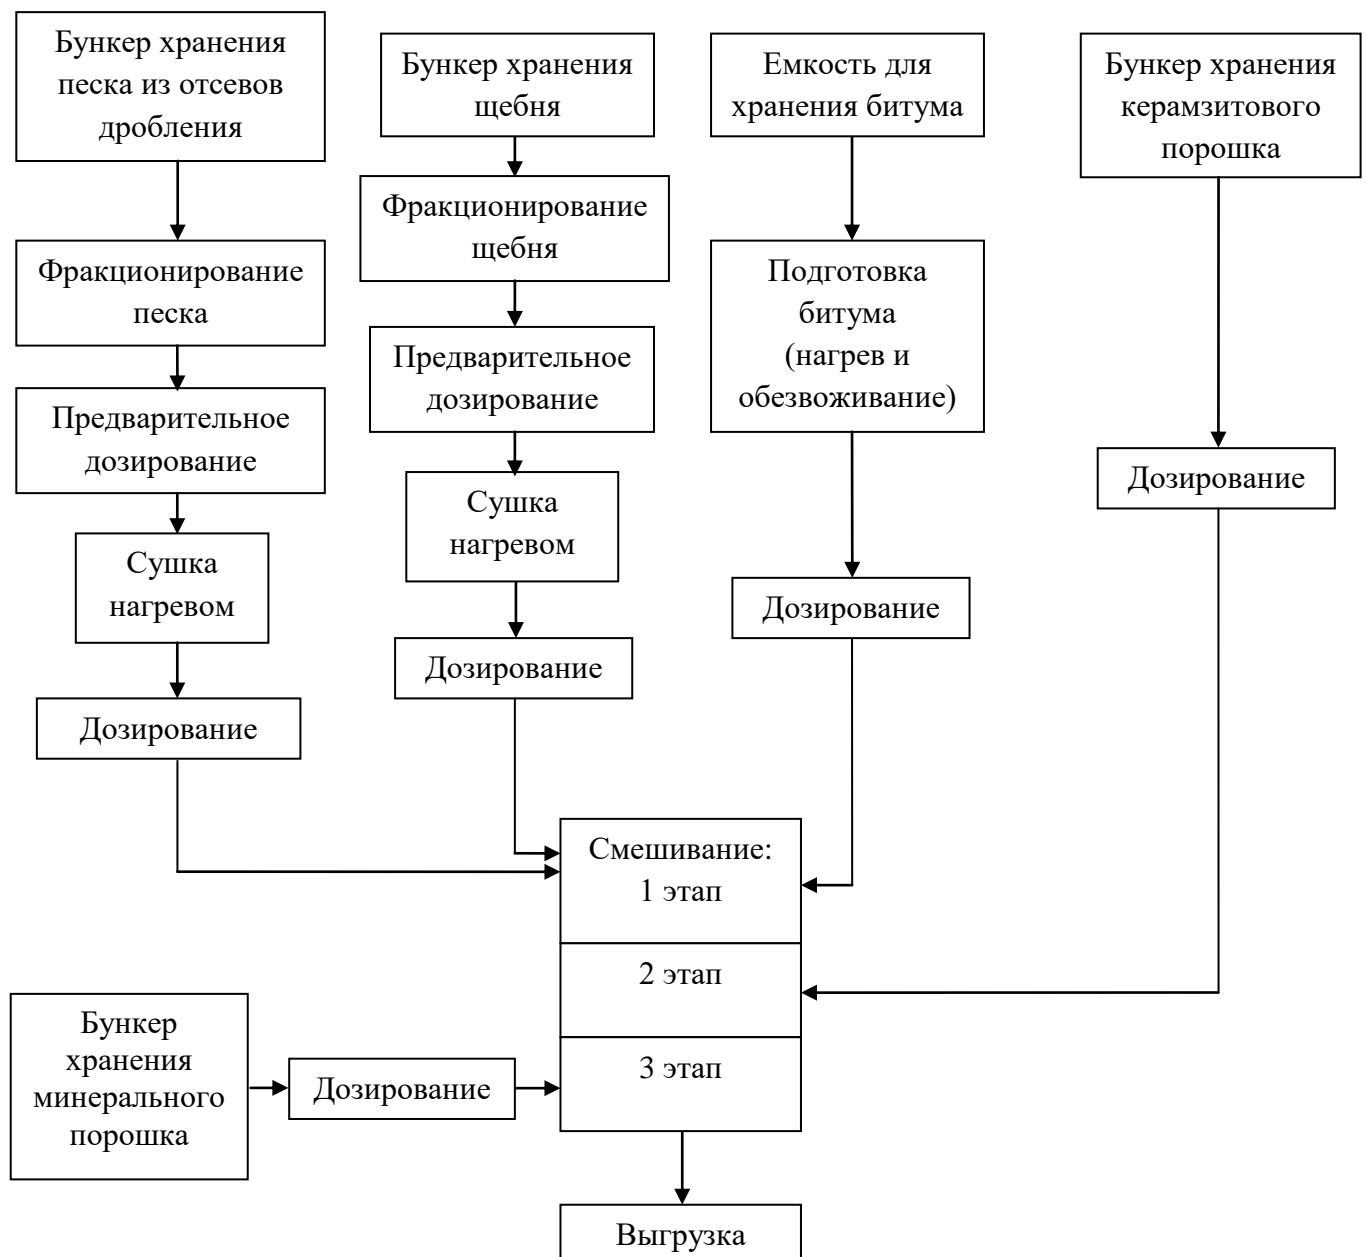 Бункер хранения
песка из отсевов
дробления
Фракционирование
песка
Предварительное
дозирование
Сушка
нагревом
Дозирование
Бункер хранения
щебня
Фракционирование
щебня
Предварительное
дозирование
Сушка
нагревом
Дозирование
Емкость для
хранения битума
Подготовка
битума
(нагрев и
обезвоживание)
Дозирование
Бункер хранения
керамзитового
порошка
Дозирование
Смешивание:
1 этап
2 этап
3 этап
Бункер
хранения
минерального
порошка
Дозирование
Выгрузка